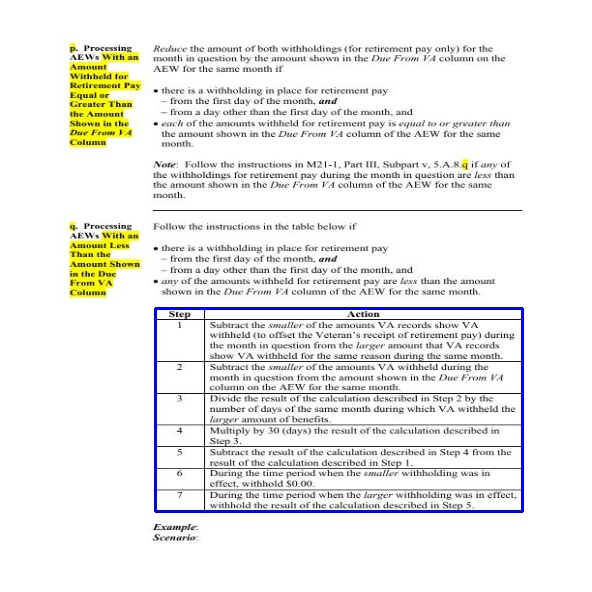 p. Processing
AEWs With an
Amount
Withheld for
Retirement Pay
Equal or
Greater Than
the Amount
Shown in the
Due From VA
Column
Reduce the amount of both withholdings (for retirement pay only) for the
month in question by the amount shown in the Due From VA column on the
AEW for the same month if
• there is a withholding in place for retirement pay
– from the first day of the month, and
– from a day other than the first day of the month, and
• each of the amounts withheld for retirement pay is equal to or greater than
the amount shown in the Due From VA column of the AEW for the same
month.
Note: Follow the instructions in M21-1, Part III, Subpart v, 5.A.8.q if any of
the withholdings for retirement pay during the month in question are less than
the amount shown in the Due From VA column of the AEW for the same
month.
q. Processing
AEWs With an
Amount Less
Than the
Amount Shown
in the Due
From VA
Column
Follow the instructions in the table below if
• there is a withholding in place for retirement pay
– from the first day of the month, and
– from a day other than the first day of the month, and
• any of the amounts withheld for retirement pay are less than the amount
shown in the Due From VA column of the AEW for the same month.
Step Action
1 Subtract the smaller of the amounts VA records show VA
withheld (to offset the Veteran's receipt of retirement pay) during
the month in question from the larger amount that VA records
show VA withheld for the same reason during the same month.
2 Subtract the smaller of the amounts VA withheld during the
month in question from the amount shown in the Due From VA
column on the AEW for the same month.
3 Divide the result of the calculation described in Step 2 by the
number of days of the same month during which VA withheld the
larger amount of benefits.
4 Multiply by 30 (days) the result of the calculation described in
Step 3.
5 Subtract the result of the calculation described in Step 4 from the
result of the calculation described in Step 1.
6 During the time period when the smaller withholding was in
effect, withhold $0.00.
7 During the time period when the larger withholding was in effect,
withhold the result of the calculation described in Step 5.
Example:
Scenario: